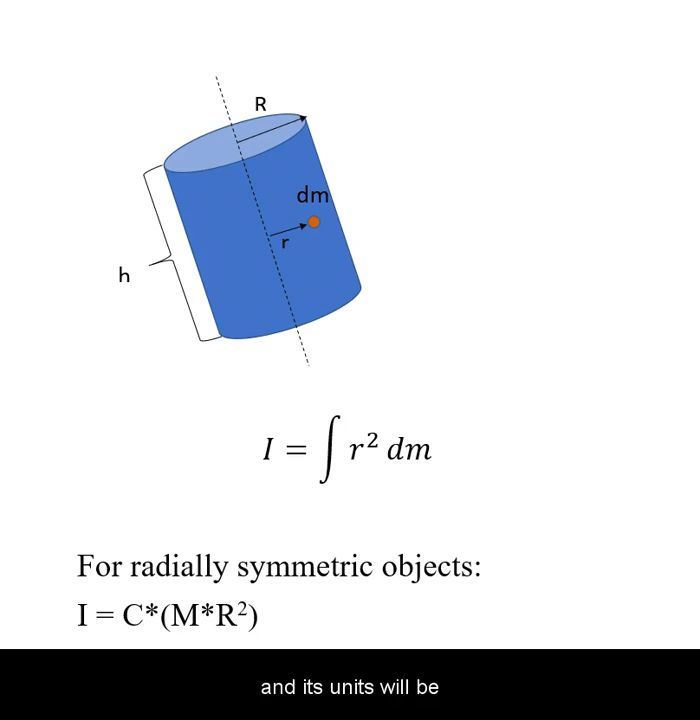 R
dm
r
h
I = ∫ r² dm
For radially symmetric objects:
I = C*(M*R²)
and its units will be